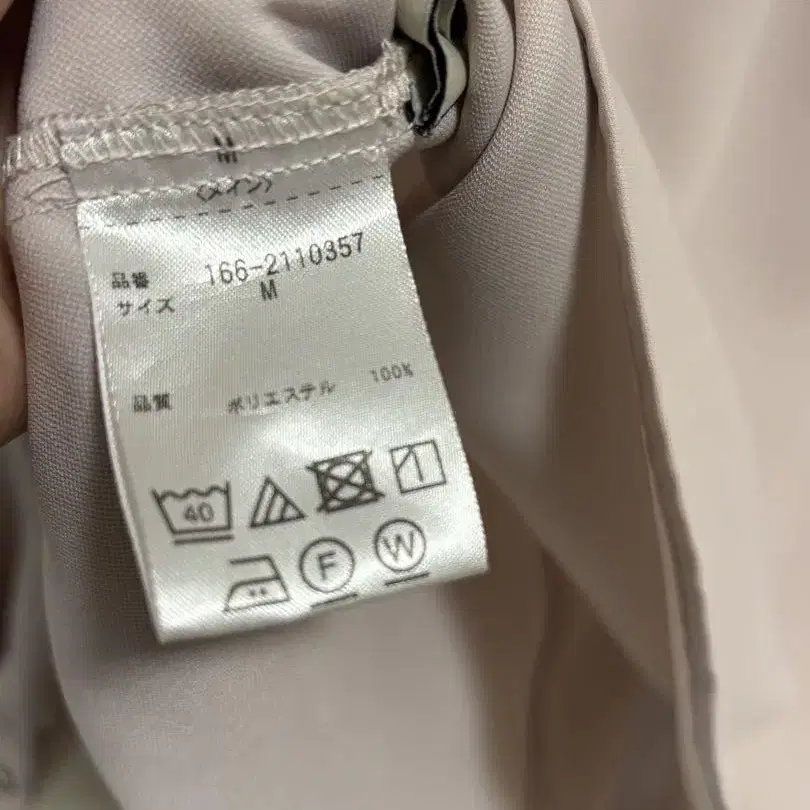 M
〈メイン〉
品番 166-2110357
サイズ M
品質 ポリエステル 100%
40
F W